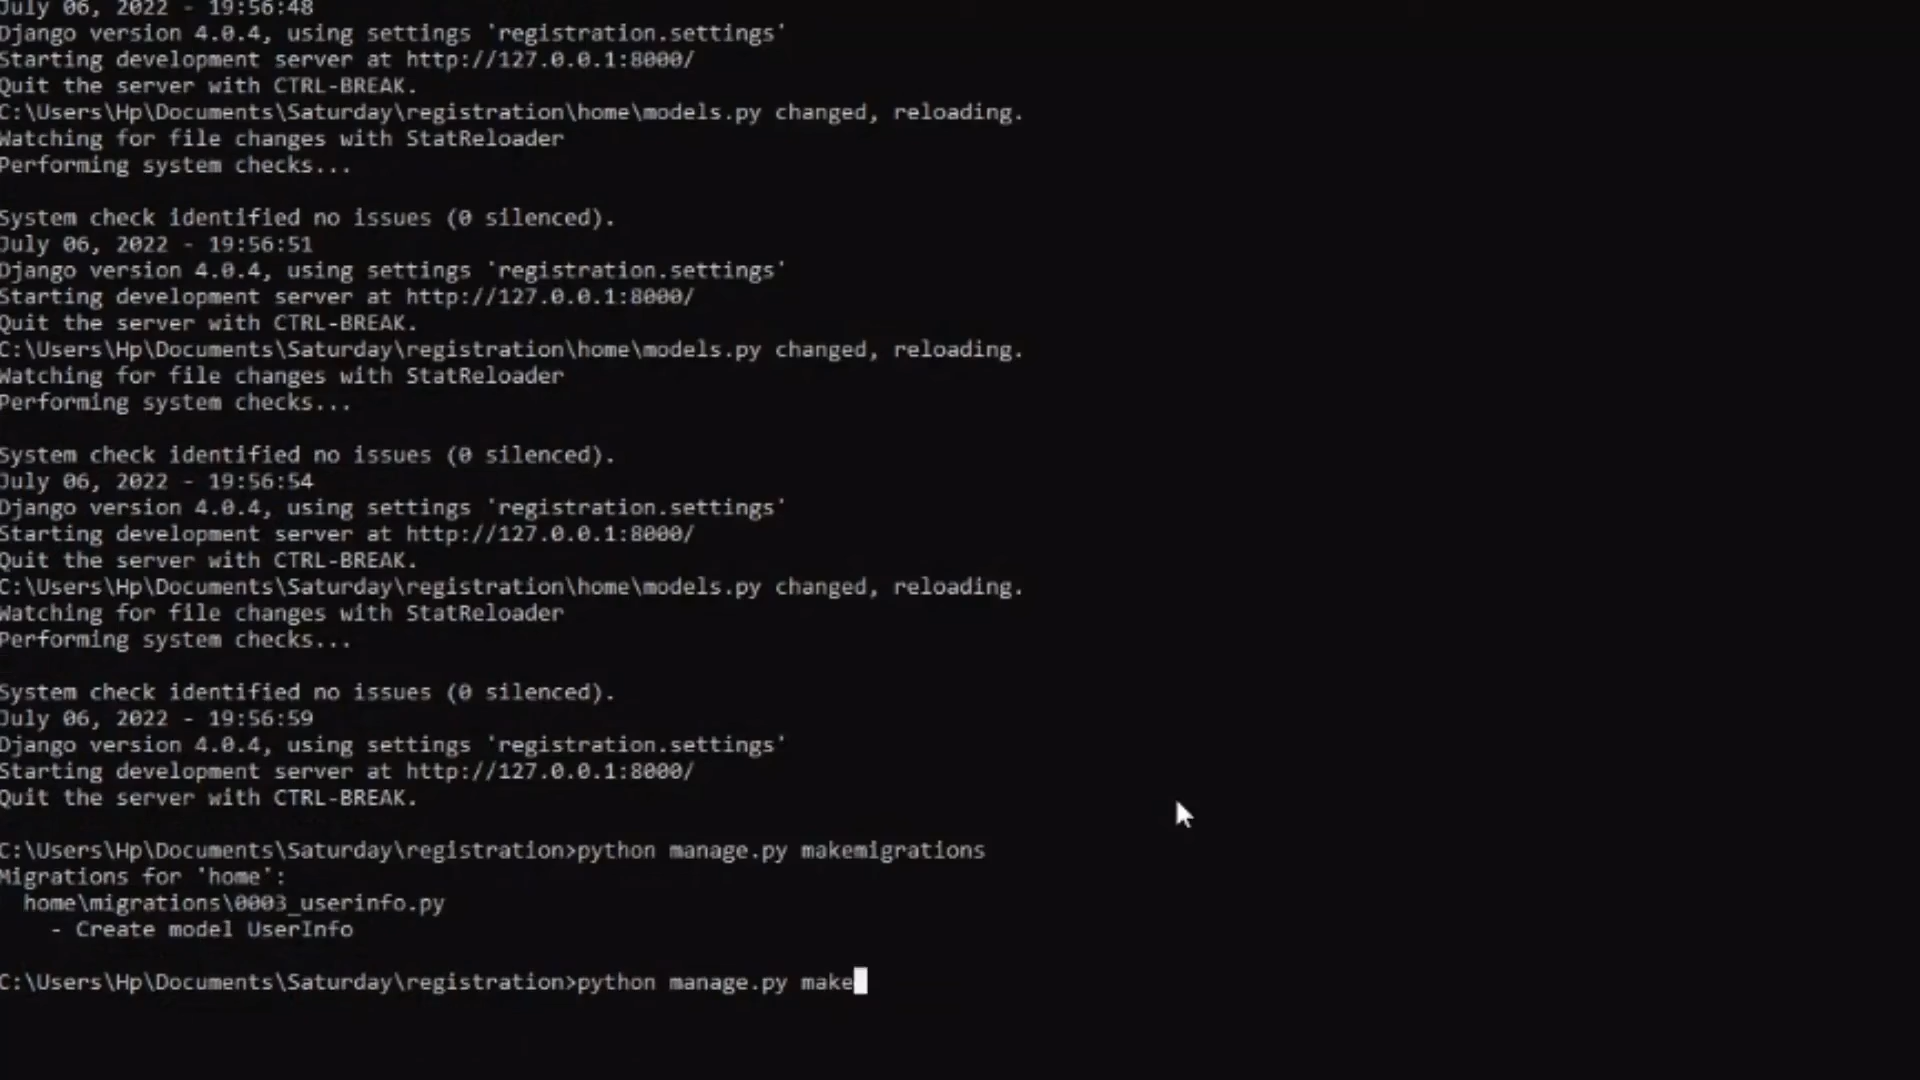 July 06, 2022 - 19:56:48
Django version 4.0.4, using settings 'registration.settings'
Starting development server at http://127.0.0.1:8000/
Quit the server with CTRL-BREAK.
C:\Users\Hp\Documents\Saturday\registration\home\models.py changed, reloading.
Watching for file changes with StatReloader
Performing system checks...
System check identified no issues (0 silenced).
July 06, 2022 - 19:56:51
Django version 4.0.4, using settings 'registration.settings'
Starting development server at http://127.0.0.1:8000/
Quit the server with CTRL-BREAK.
C:\Users\Hp\Documents\Saturday\registration\home\models.py changed, reloading.
Watching for file changes with StatReloader
Performing system checks...
System check identified no issues (0 silenced).
July 06, 2022 - 19:56:54
Django version 4.0.4, using settings 'registration.settings'
Starting development server at http://127.0.0.1:8000/
Quit the server with CTRL-BREAK.
C:\Users\Hp\Documents\Saturday\registration\home\models.py changed, reloading.
Watching for file changes with StatReloader
Performing system checks...
System check identified no issues (0 silenced).
July 06, 2022 - 19:56:59
Django version 4.0.4, using settings 'registration.settings'
Starting development server at http://127.0.0.1:8000/
Quit the server with CTRL-BREAK.
C:\Users\Hp\Documents\Saturday\registration>python manage.py makemigrations
Migrations for 'home':
home\migrations\0003_userinfo.py
- Create model UserInfo
C:\Users\Hp\Documents\Saturday\registration>python manage.py make